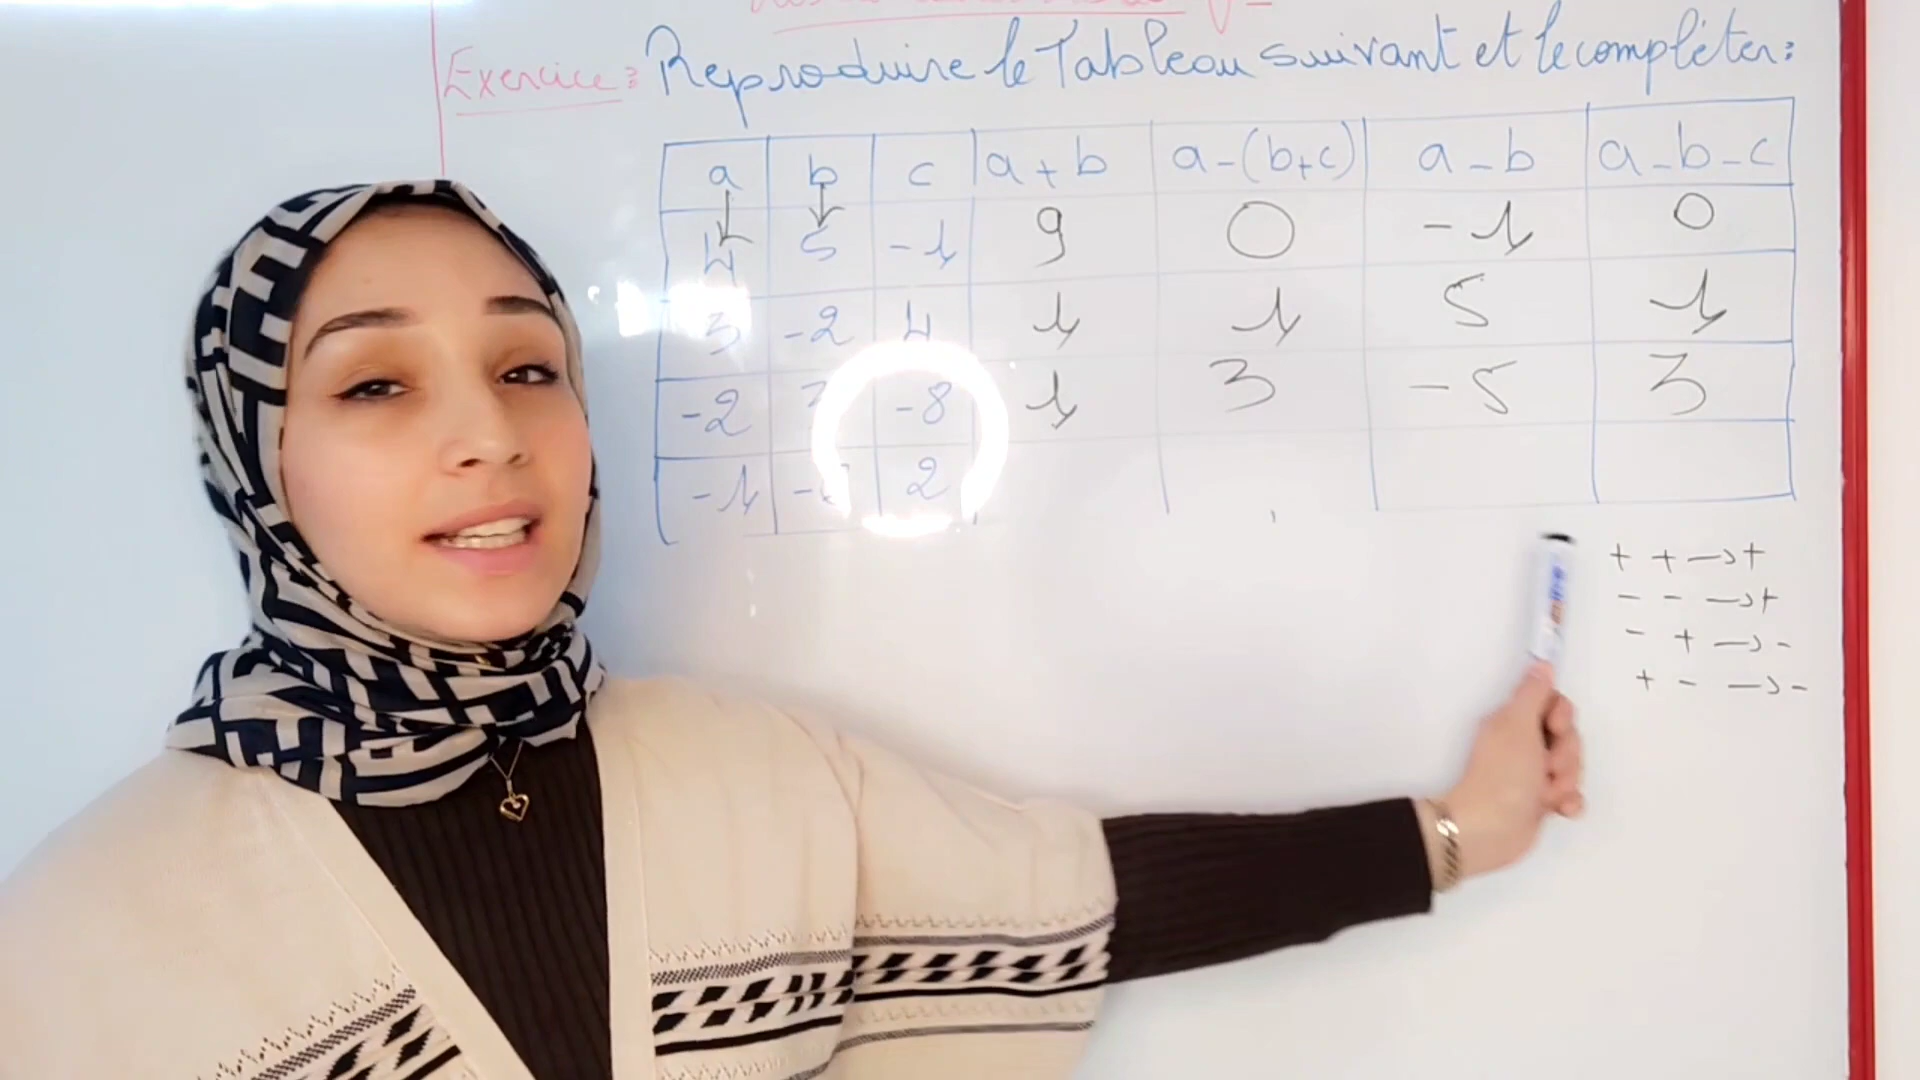 Exercice : Reproduire le Tableau suivant et le compléter :
a b c a + b a - (b+c) a - b a - b - c
4 5 -1 9 0 -1 0
3 -2 4 1 1 5 1
-2 -8 1 3 -5 3
-1 2
+ + → +
- - → +
- + → -
+ - → -